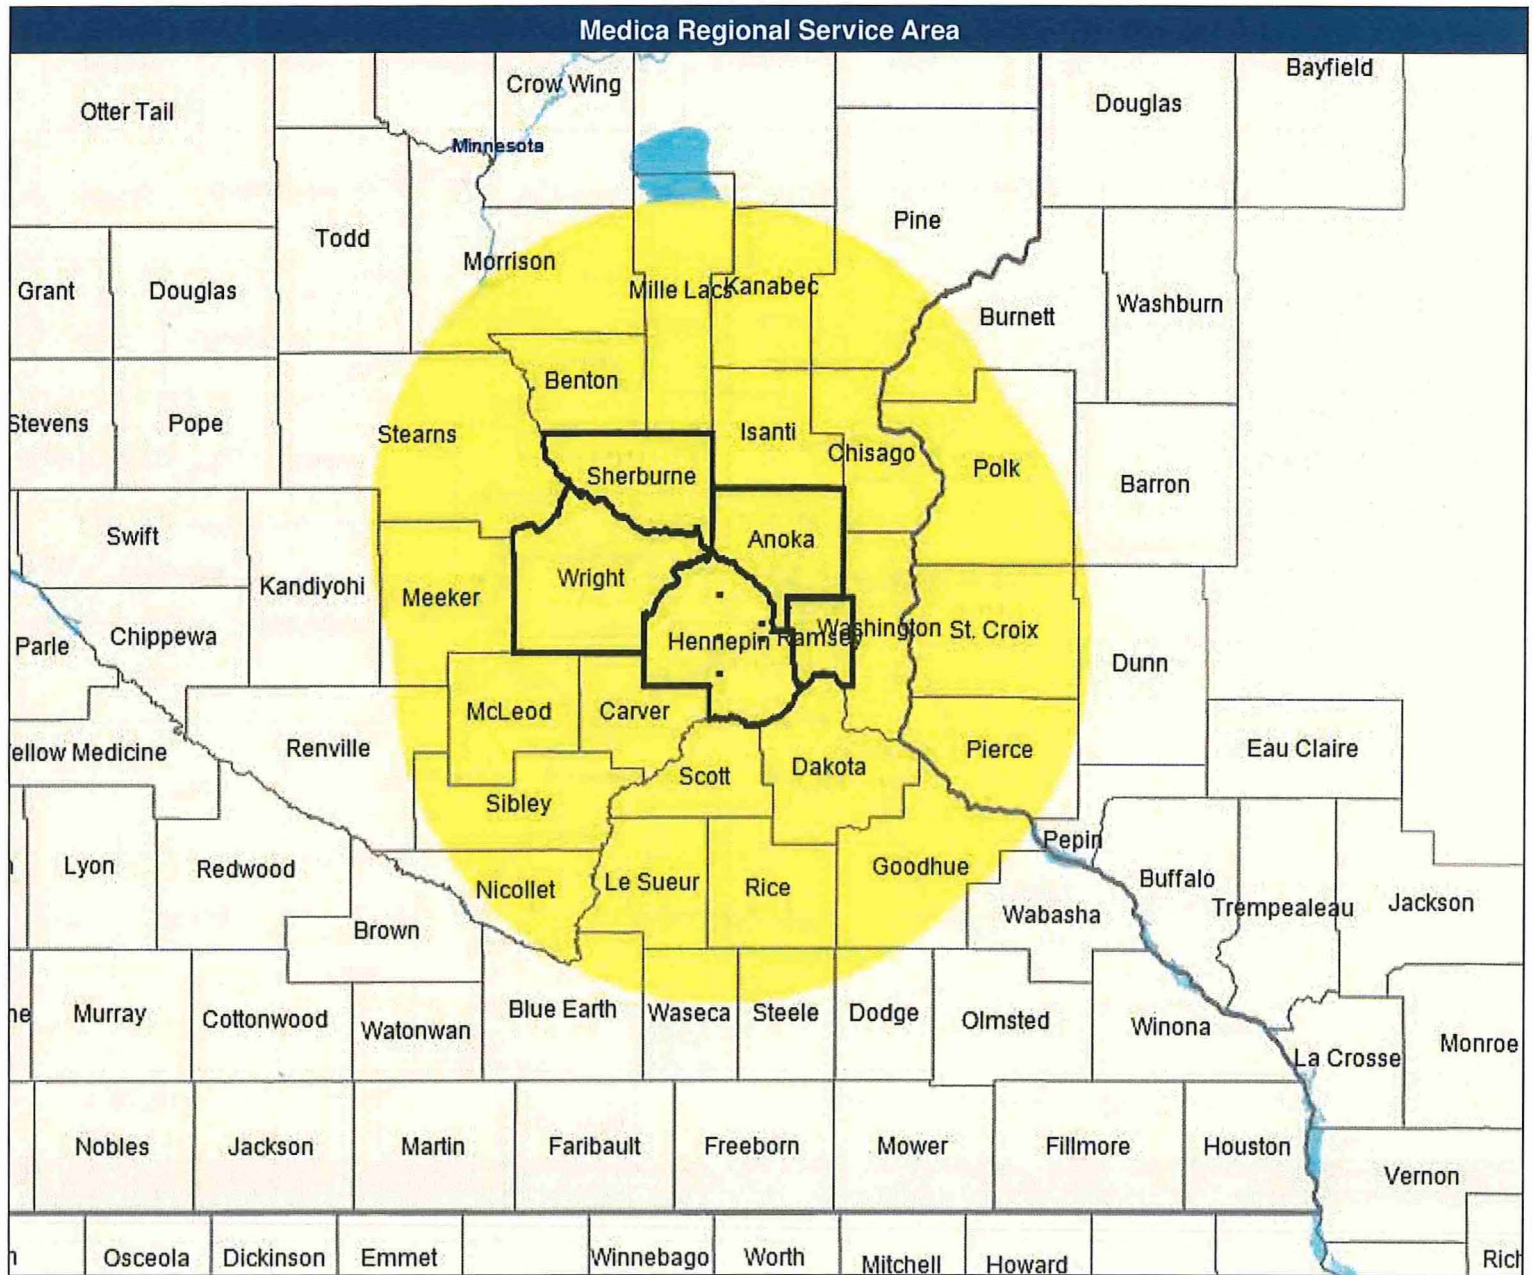 Medica Regional Service Area
Crow Wing
Bayfield
Otter Tail
Douglas
Minnesota
Todd
Pine
Morrison
Grant
Douglas
Mille Lacs
Kanabec
Burnett
Washburn
Benton
Stevens
Pope
Stearns
Isanti
Chisago
Polk
Barron
Sherburne
Swift
Anoka
Kandiyohi
Wright
Meeker
Parle
Chippewa
Hennepin
Ramsey
Washington
St. Croix
Dunn
McLeod
Carver
Renville
ellow Medicine
Scott
Dakota
Pierce
Eau Claire
Sibley
Pepin
Lyon
Redwood
Nicollet
Le Sueur
Rice
Goodhue
Buffalo
Trempealeau
Jackson
Brown
Wabasha
ne
Murray
Cottonwood
Watonwan
Blue Earth
Waseca
Steele
Dodge
Olmsted
Winona
La Crosse
Monroe
Nobles
Jackson
Martin
Faribault
Freeborn
Mower
Fillmore
Houston
Vernon
Osceola
Dickinson
Emmet
Winnebago
Worth
Mitchell
Howard
Rich